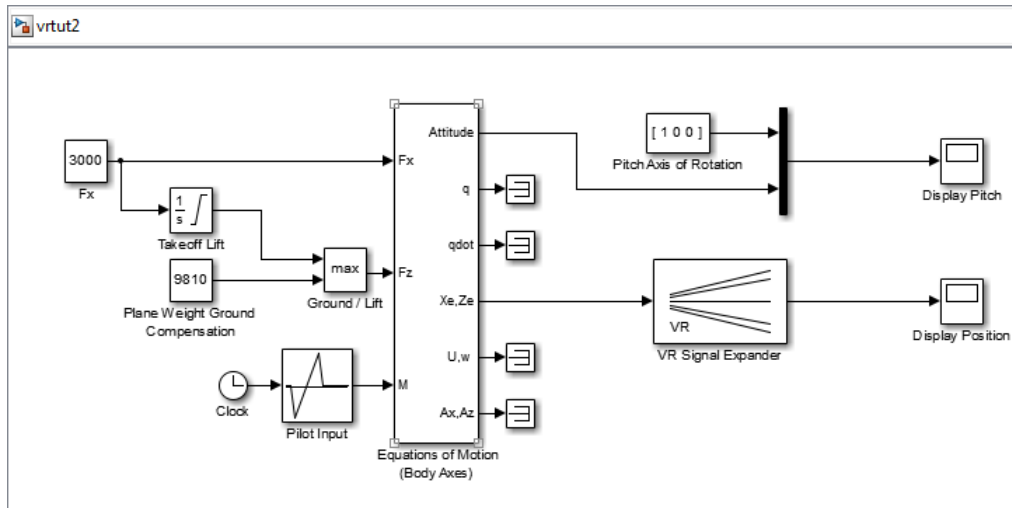 vrtut2
3000
Fx
1
s
Takeoff Lift
9810
Plane Weight Ground
Compensation
max
Ground / Lift
Clock
Pilot Input
Fx
Fz
M
Attitude
q
qdot
Xe,Ze
U,w
Ax,Az
Equations of Motion
(Body Axes)
[ 1 0 0 ]
Pitch Axis of Rotation
VR
VR Signal Expander
Display Pitch
Display Position